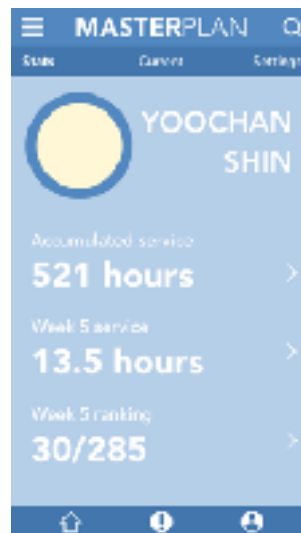 MASTERPLAN
Stats Current Settings
YOOCHAN
SHIN
Accumulated service
521 hours
Week 5 service
13.5 hours
Week 5 ranking
30/285